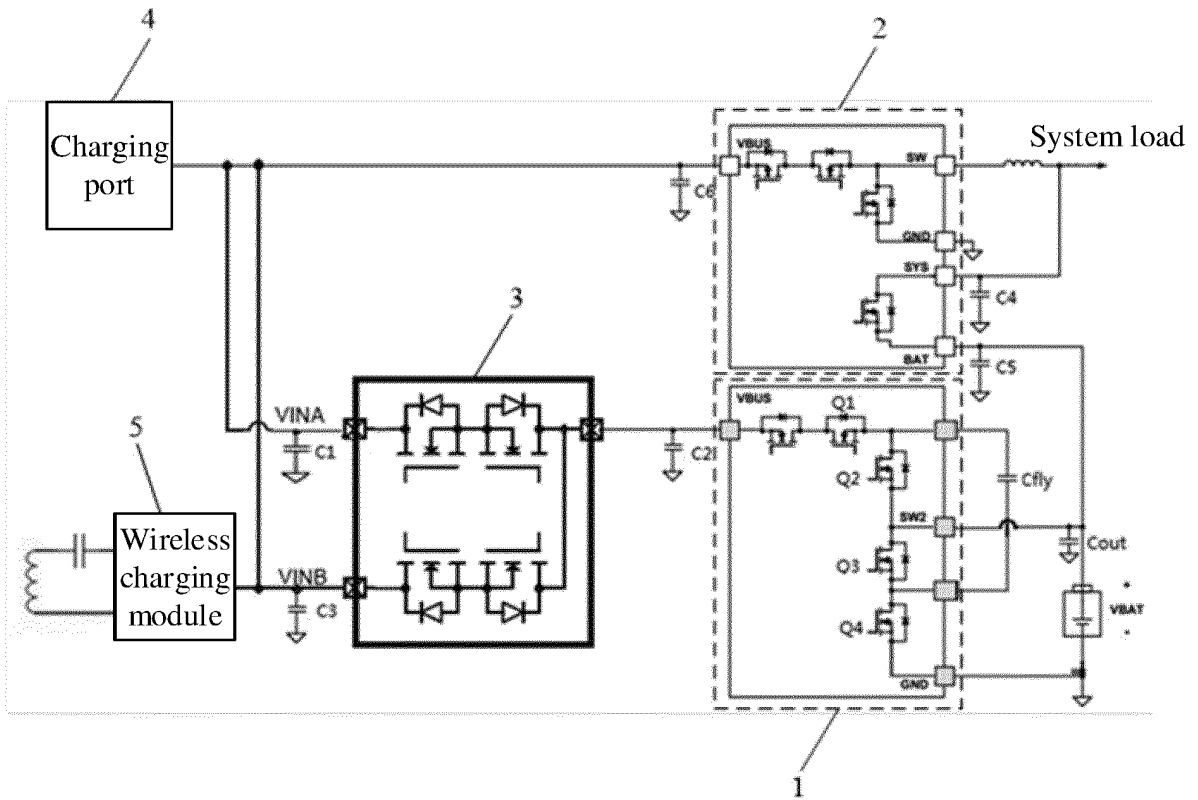 4
2
Charging
port
System load
VBUS
SW
C6
GND
SYS
C4
3
BAT
C5
VBUS
Q1
VINA
5
C1
C2
Q2
Cfly
SW2
Wireless
charging
module
Cout
VINB
Q3
C3
VBAT
Q4
GND
1